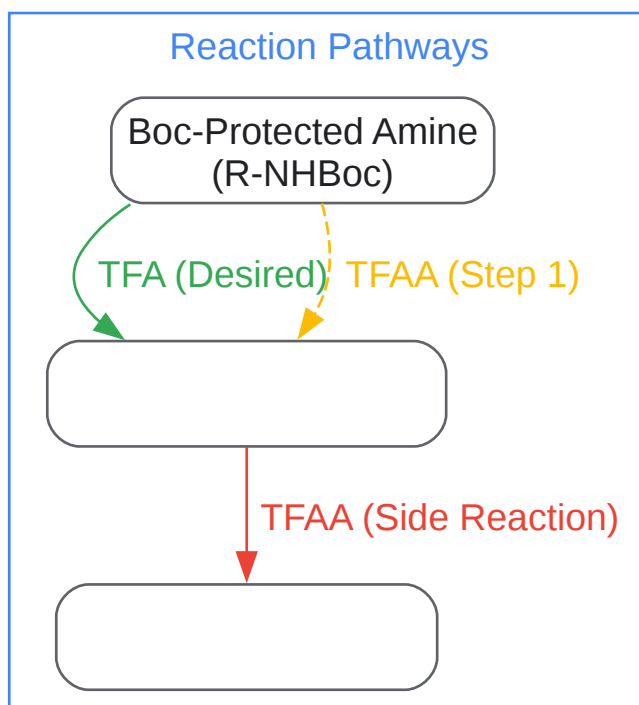 Reaction Pathways
Boc-Protected Amine
(R-NHBoc)
TFA (Desired)
TFAA (Step 1)
TFAA (Side Reaction)